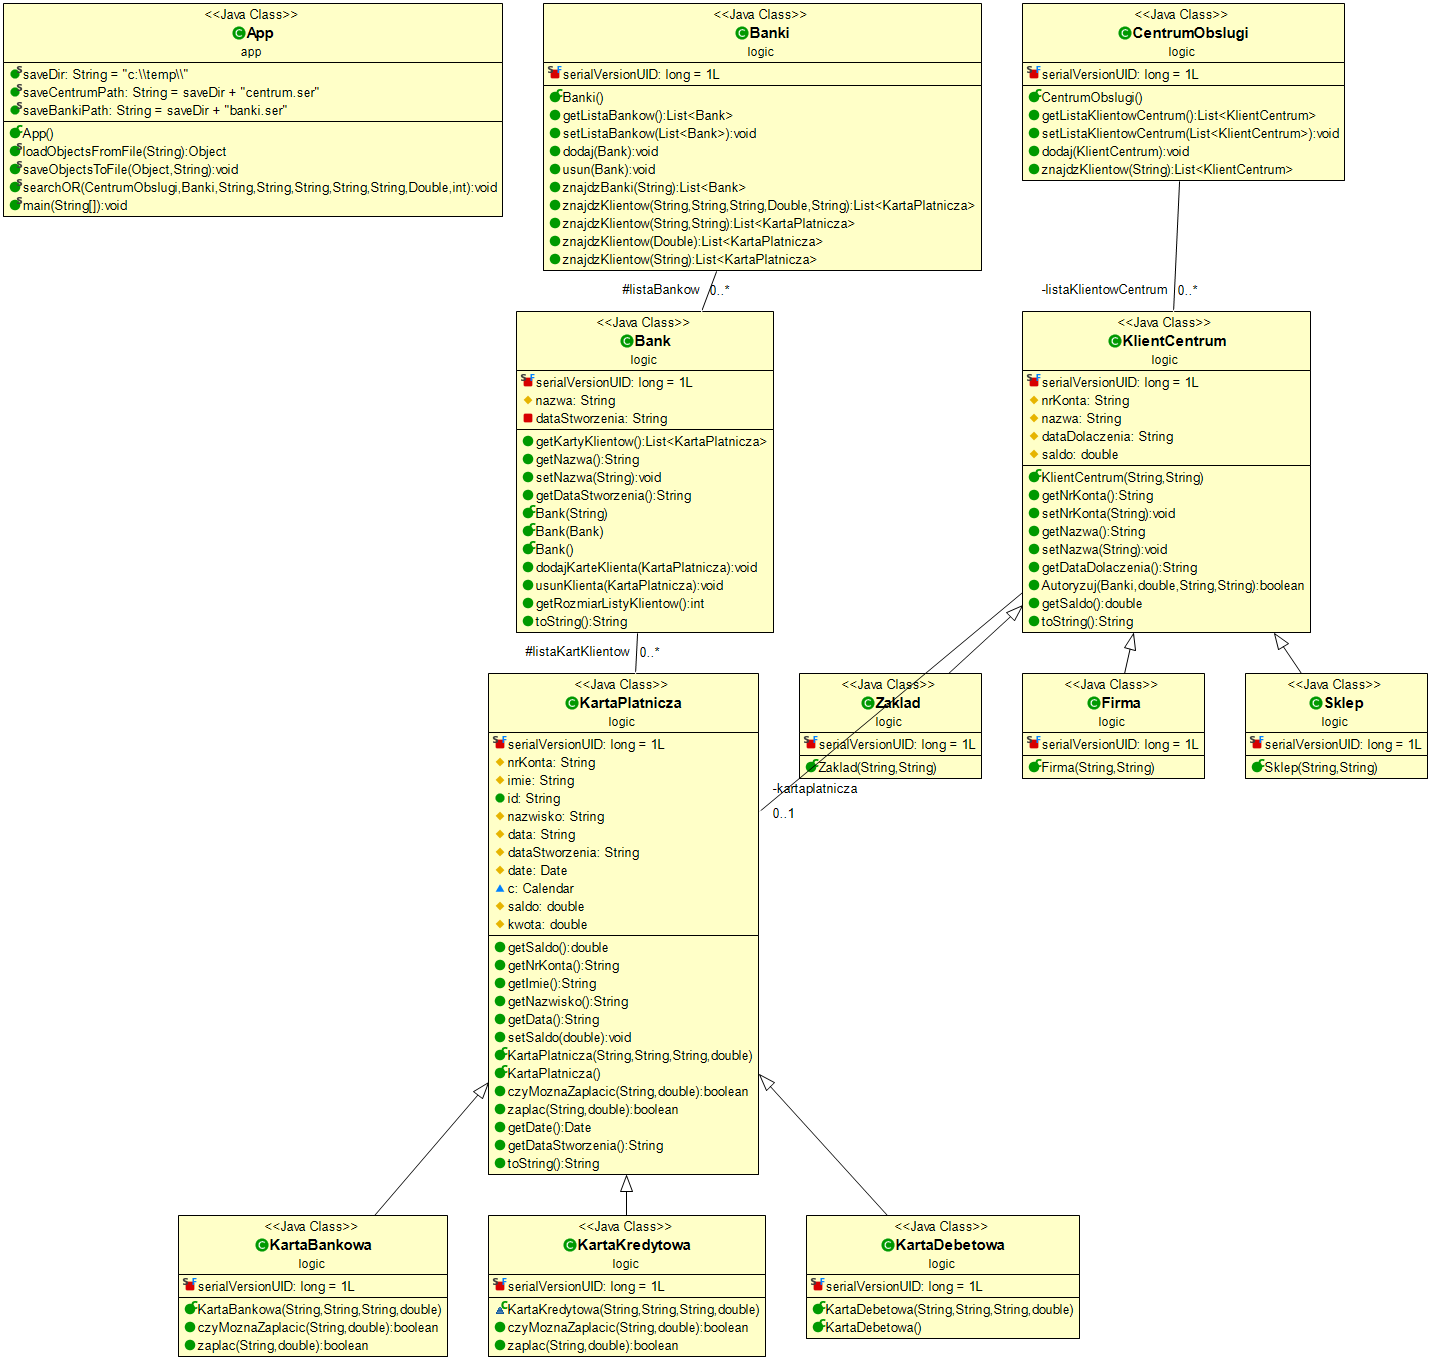 <<Java Class>>
App
app
saveDir: String = "c:\\temp\\"
saveCentrumPath: String = saveDir + "centrum.ser"
saveBankiPath: String = saveDir + "banki.ser"
App()
loadObjectsFromFile(String):Object
saveObjectsToFile(Object,String):void
searchOR(CentrumObslugi,Banki,String,String,String,String,String,Double,int):void
main(String[]):void
<<Java Class>>
Banki
logic
serialVersionUID: long = 1L
Banki()
getListaBankow():List<Bank>
setListaBankow(List<Bank>):void
dodaj(Bank):void
usun(Bank):void
znajdzBanki(String):List<Bank>
znajdzKlientow(String,String,String,Double,String):List<KartaPlatnicza>
znajdzKlientow(String,String):List<KartaPlatnicza>
znajdzKlientow(Double):List<KartaPlatnicza>
znajdzKlientow(String):List<KartaPlatnicza>
<<Java Class>>
CentrumObslugi
logic
serialVersionUID: long = 1L
CentrumObslugi()
getListaKlientowCentrum():List<KlientCentrum>
setListaKlientowCentrum(List<KlientCentrum>):void
dodaj(KlientCentrum):void
znajdzKlientow(String):List<KlientCentrum>
#listaBankow 0..*
-listaKlientowCentrum 0..*
<<Java Class>>
Bank
logic
serialVersionUID: long = 1L
nazwa: String
dataStworzenia: String
getKartyKlientow():List<KartaPlatnicza>
getNazwa():String
setNazwa(String):void
getDataStworzenia():String
Bank(String)
Bank(Bank)
Bank()
dodajKarteKlienta(KartaPlatnicza):void
usunKlienta(KartaPlatnicza):void
getRozmiarListyKlientow():int
toString():String
<<Java Class>>
KlientCentrum
logic
serialVersionUID: long = 1L
nrKonta: String
nazwa: String
dataDolaczenia: String
saldo: double
KlientCentrum(String,String)
getNrKonta():String
setNrKonta(String):void
getNazwa():String
setNazwa(String):void
getDataDolaczenia():String
Autoryzuj(Banki,double,String,String):boolean
getSaldo():double
toString():String
#listaKartKlientow 0..*
<<Java Class>>
KartaPlatnicza
logic
serialVersionUID: long = 1L
nrKonta: String
imie: String
id: String
nazwisko: String
data: String
dataStworzenia: String
date: Date
c: Calendar
saldo: double
kwota: double
getSaldo():double
getNrKonta():String
getImie():String
getNazwisko():String
getData():String
setSaldo(double):void
KartaPlatnicza(String,String,String,double)
KartaPlatnicza()
czyMoznaZaplacic(String,double):boolean
zaplac(String,double):boolean
getDate():Date
getDataStworzenia():String
toString():String
<<Java Class>>
Zaklad
logic
serialVersionUID: long = 1L
Zaklad(String,String)
-kartaplatnicza
0..1
<<Java Class>>
Firma
logic
serialVersionUID: long = 1L
Firma(String,String)
<<Java Class>>
Sklep
logic
serialVersionUID: long = 1L
Sklep(String,String)
<<Java Class>>
KartaBankowa
logic
serialVersionUID: long = 1L
KartaBankowa(String,String,String,double)
czyMoznaZaplacic(String,double):boolean
zaplac(String,double):boolean
<<Java Class>>
KartaKredytowa
logic
serialVersionUID: long = 1L
KartaKredytowa(String,String,String,double)
czyMoznaZaplacic(String,double):boolean
zaplac(String,double):boolean
<<Java Class>>
KartaDebetowa
logic
serialVersionUID: long = 1L
KartaDebetowa(String,String,String,double)
KartaDebetowa()